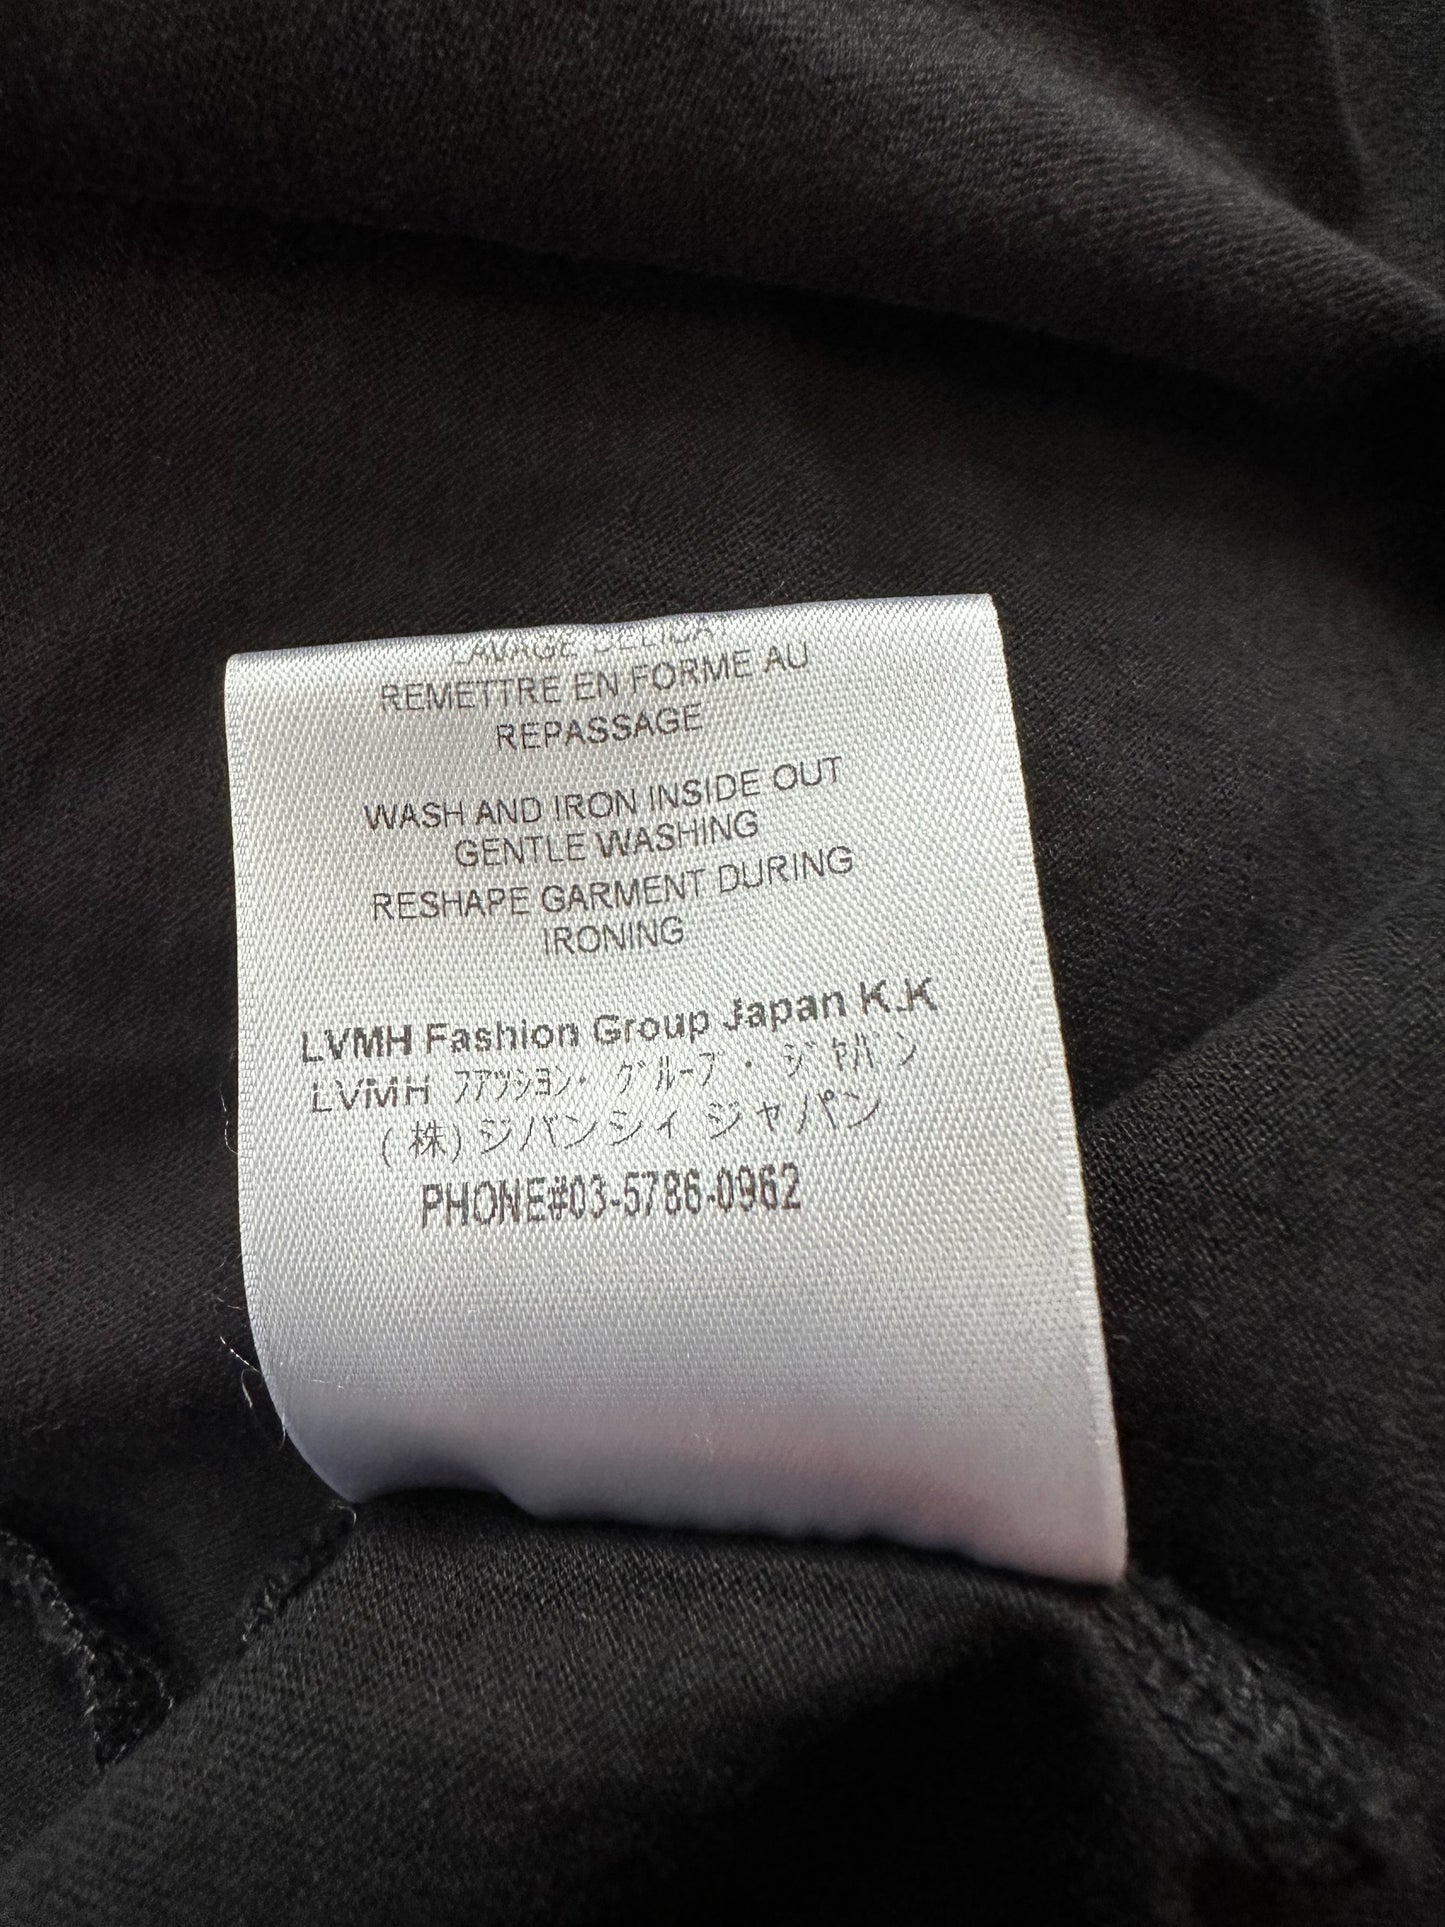 LAVAGE DELICAT
REMETTRE EN FORME AU
REPASSAGE
WASH AND IRON INSIDE OUT
GENTLE WASHING
RESHAPE GARMENT DURING
IRONING
LVMH Fashion Group Japan K.K
LVMH ファッション・グループ・ジャパン
(株)ジバンシィ ジャパン
PHONE#03-5786-0962